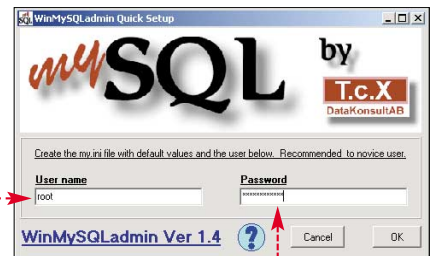 WinMySQLadmin Quick Setup
mySQL
by
T.c.X
DataKonsultAB
Create the my.ini file with default values and the user below. Recommended to novice user.
User name
Password
root
*************
WinMySQLadmin Ver 1.4
?
Cancel
OK